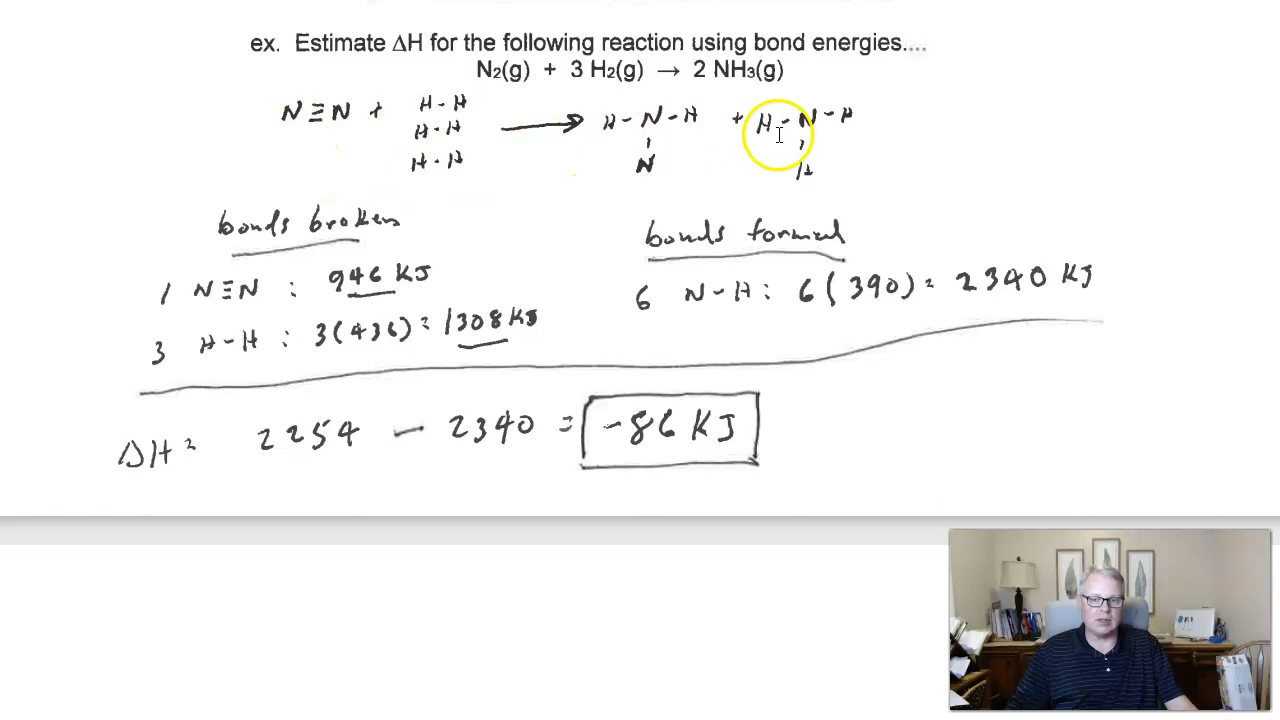 ex. Estimate ΔH for the following reaction using bond energies....
N2(g) + 3 H2(g) → 2 NH3(g)
N≡N + H-H → H-N-H + H-N-H
H-H
H-H N H
bonds broken
bonds formed
1 N≡N : 946 KJ
6 N-H: 6(390)= 2340 KJ
3 H-H : 3(436)= 1308 KJ
ΔH= 2254 - 2340 = -86 KJ